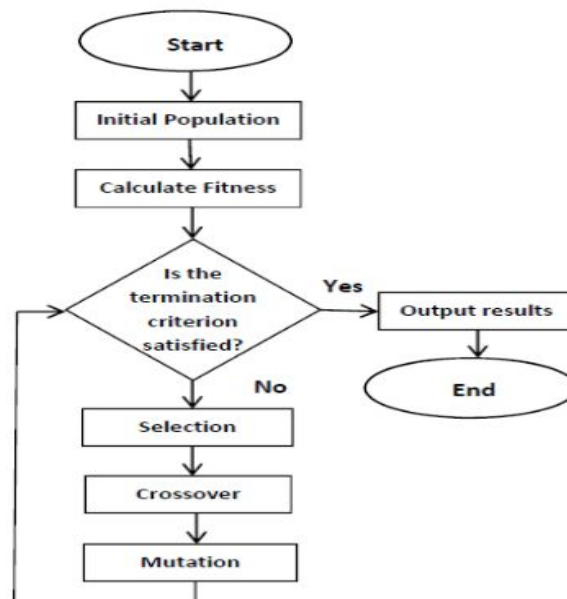 Start
Initial Population
Calculate Fitness
Is the
termination
criterion
satisfied?
Yes
Output results
End
No
Selection
Crossover
Mutation